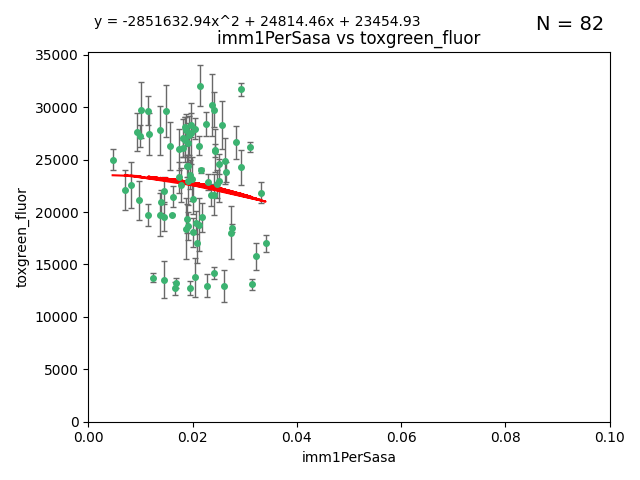 y = -2851632.94x^2 + 24814.46x + 23454.93
N = 82
imm1PerSasa vs toxgreen_fluor
35000
30000
25000
20000
15000
10000
5000
0
toxgreen_fluor
0.00 0.02 0.04 0.06 0.08 0.10
imm1PerSasa